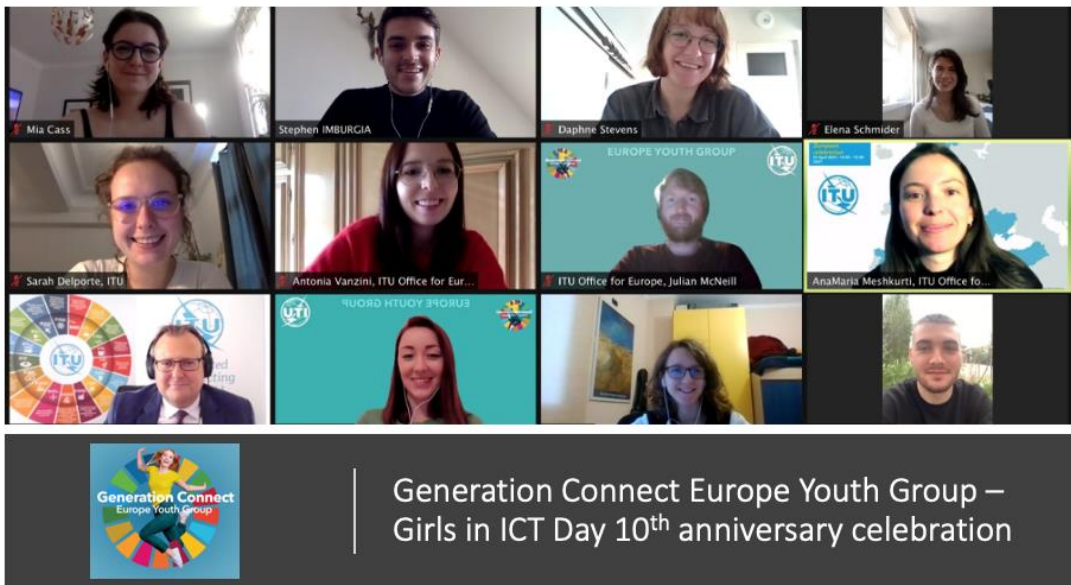 Mia Cass
Stephen IMBURGIA
Daphne Stevens
Elena Schmider
EUROPE YOUTH GROUP
ITU
ITU
Sarah Delporte, ITU
Antonia Vanzini, ITU Office for Eur...
ITU Office for Europe, Julian McNeill
AnaMaria Meshkurti, ITU Office fo...
ITU
ITU
EUROPE YOUTH GROUP
ITU
Generation Connect
Europe Youth Group
Generation Connect Europe Youth Group –
Girls in ICT Day 10th anniversary celebration